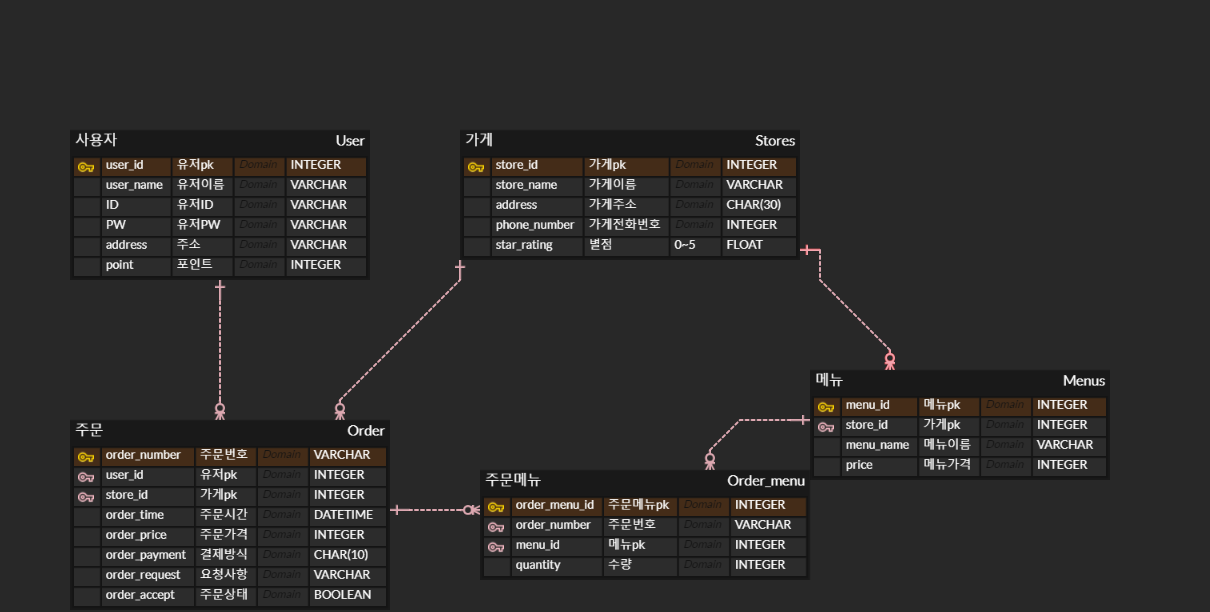 사용자 User
user_id 유저pk Domain INTEGER
user_name 유저이름 Domain VARCHAR
ID 유저ID Domain VARCHAR
PW 유저PW Domain VARCHAR
address 주소 Domain VARCHAR
point 포인트 Domain INTEGER
가게 Stores
store_id 가게pk Domain INTEGER
store_name 가게이름 Domain VARCHAR
address 가게주소 Domain CHAR(30)
phone_number 가게전화번호 Domain INTEGER
star_rating 별점 0~5 FLOAT
메뉴 Menus
menu_id 메뉴pk Domain INTEGER
store_id 가게pk Domain INTEGER
menu_name 메뉴이름 Domain VARCHAR
price 메뉴가격 Domain INTEGER
주문 Order
order_number 주문번호 Domain VARCHAR
user_id 유저pk Domain INTEGER
store_id 가게pk Domain INTEGER
order_time 주문시간 Domain DATETIME
order_price 주문가격 Domain INTEGER
order_payment 결제방식 Domain CHAR(10)
order_request 요청사항 Domain VARCHAR
order_accept 주문상태 Domain BOOLEAN
주문메뉴 Order_menu
order_menu_id 주문메뉴pk Domain INTEGER
order_number 주문번호 Domain VARCHAR
menu_id 메뉴pk Domain INTEGER
quantity 수량 Domain INTEGER